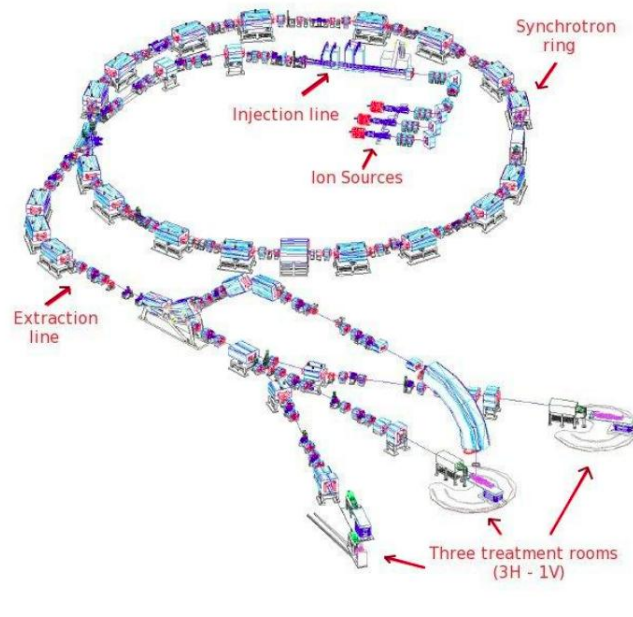 Synchrotron
ring
Injection line
Ion Sources
Extraction
line
Three treatment rooms
(3H - 1V)